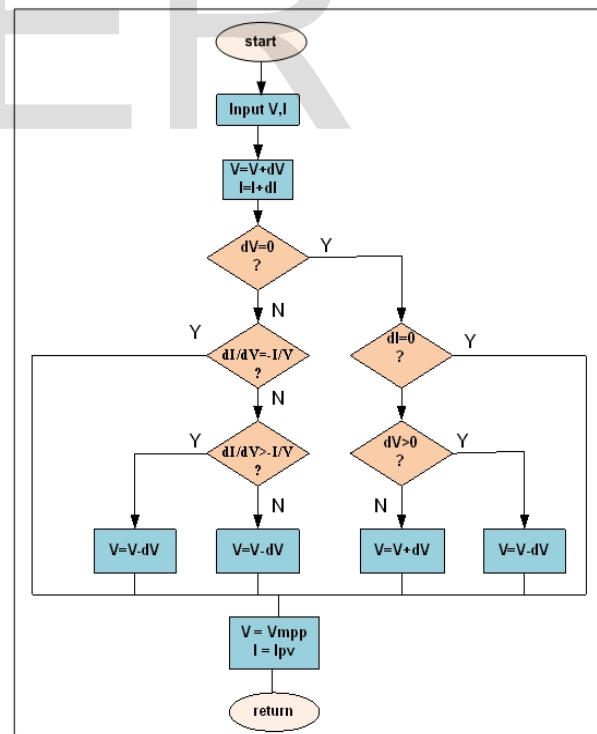 ER
start
Input V,I
V=V+dV
I=I+dI
dV=0
?
Y
N
Y
dI/dV=-I/V
?
dI=0
?
Y
N
Y
dI/dV>-I/V
?
dV>0
?
Y
N
N
V=V-dV
V=V-dV
V=V+dV
V=V-dV
V = Vmpp
I = Ipv
return